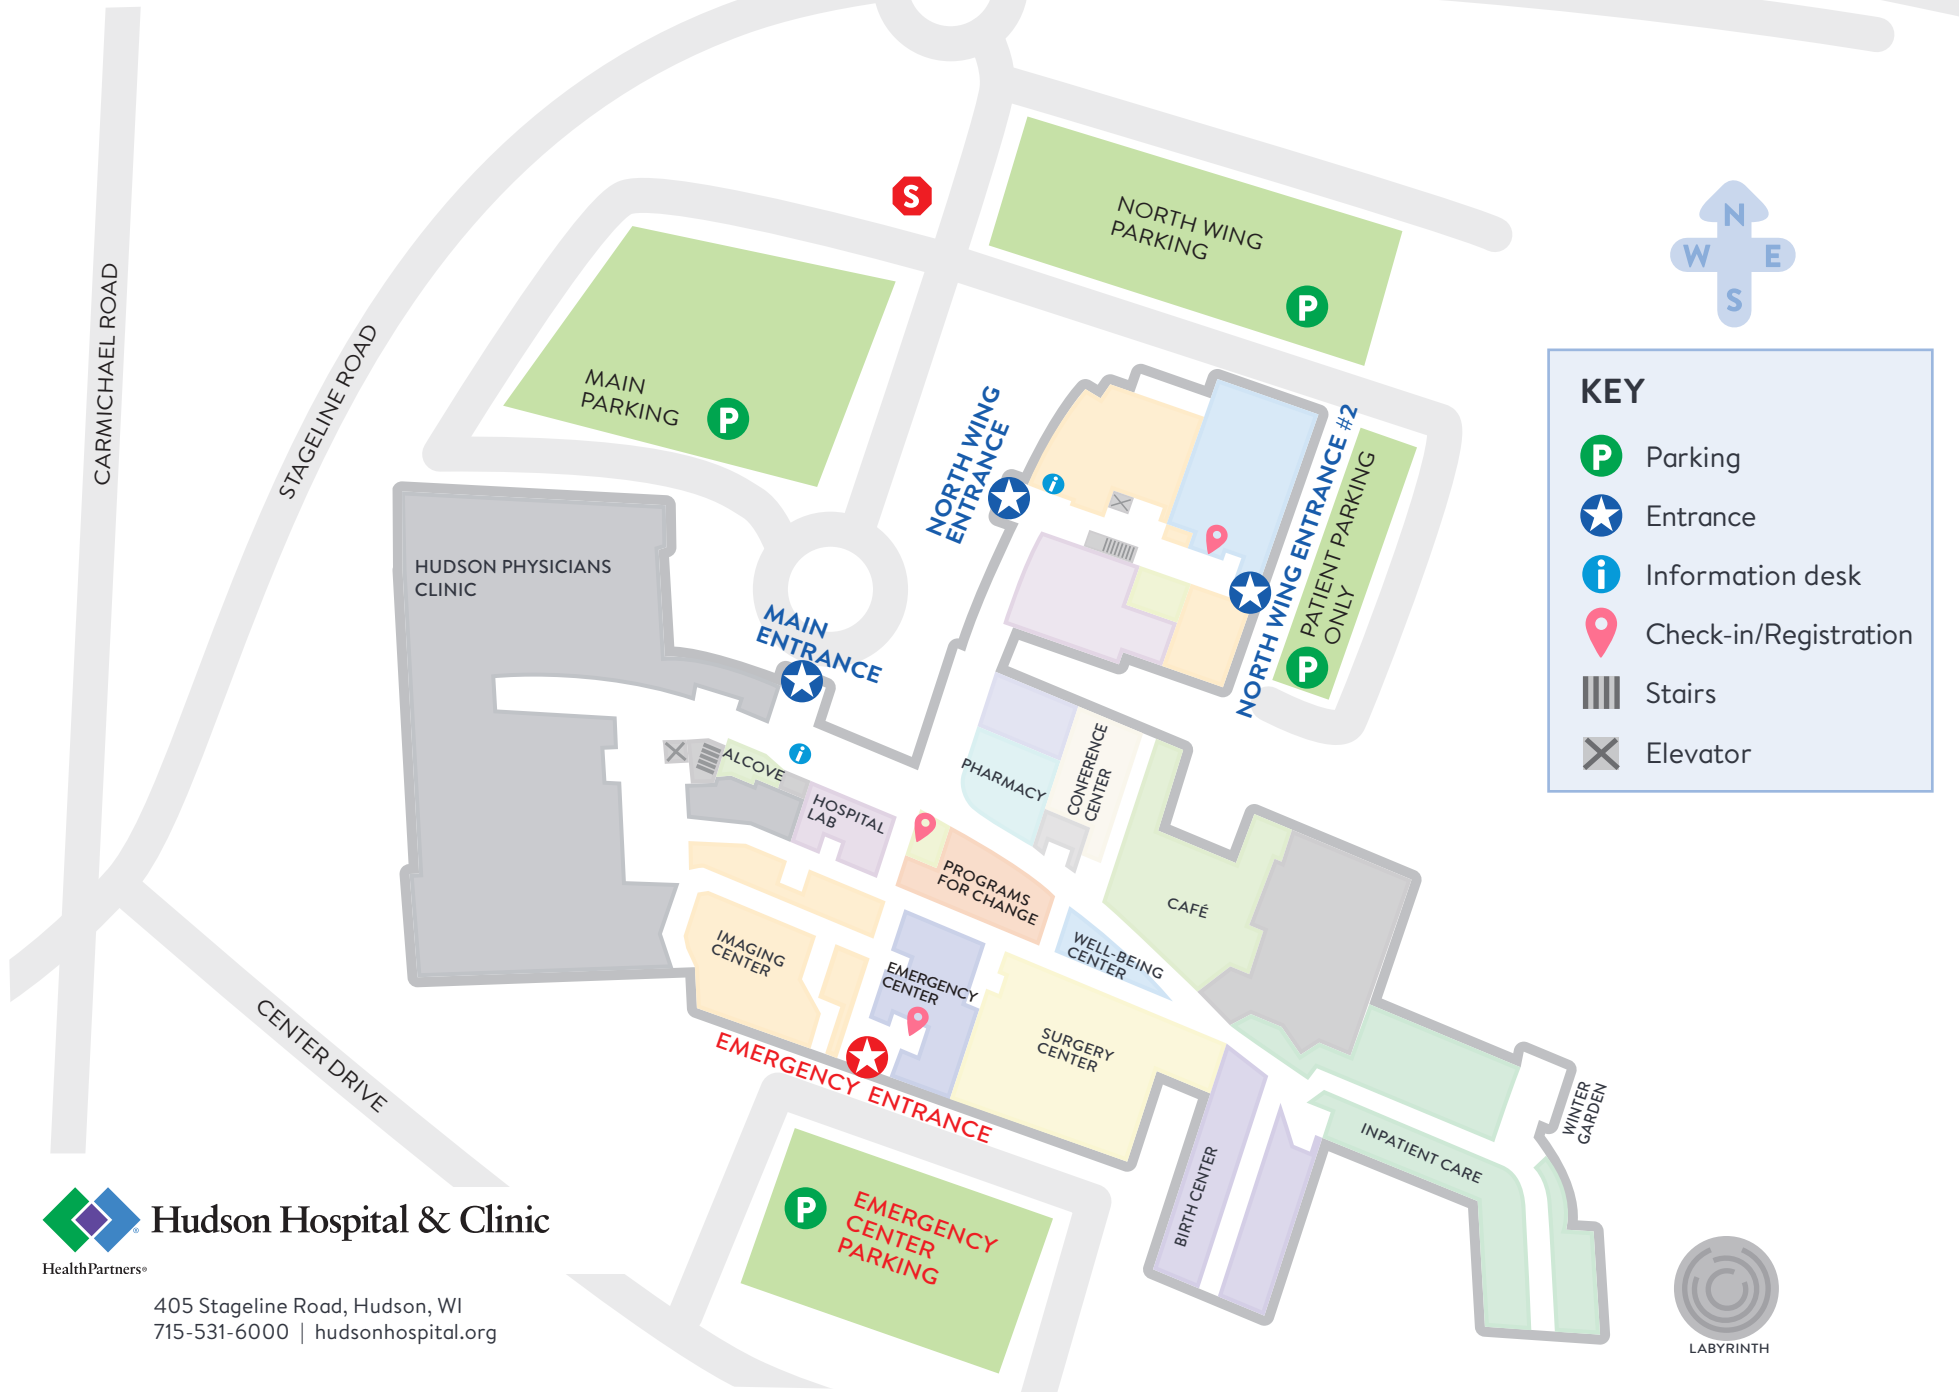 S
NORTH WING
PARKING
P
N
W E
S
CARMICHAEL ROAD
STAGELINE ROAD
MAIN
PARKING
P
NORTH WING
ENTRANCE
i
NORTH WING ENTRANCE #2
PATIENT PARKING
ONLY
P
KEY
P Parking
Entrance
i Information desk
Check-in/Registration
Stairs
Elevator
HUDSON PHYSICIANS
CLINIC
MAIN
ENTRANCE
i
ALCOVE
HOSPITAL
LAB
PHARMACY
CONFERENCE
CENTER
PROGRAMS
FOR CHANGE
CAFÉ
IMAGING
CENTER
EMERGENCY
CENTER
WELL-BEING
CENTER
SURGERY
CENTER
EMERGENCY ENTRANCE
CENTER DRIVE
WINTER
GARDEN
INPATIENT CARE
BIRTH CENTER
P
EMERGENCY
CENTER
PARKING
Hudson Hospital & Clinic
HealthPartners®
405 Stageline Road, Hudson, WI
715-531-6000 | hudsonhospital.org
LABYRINTH